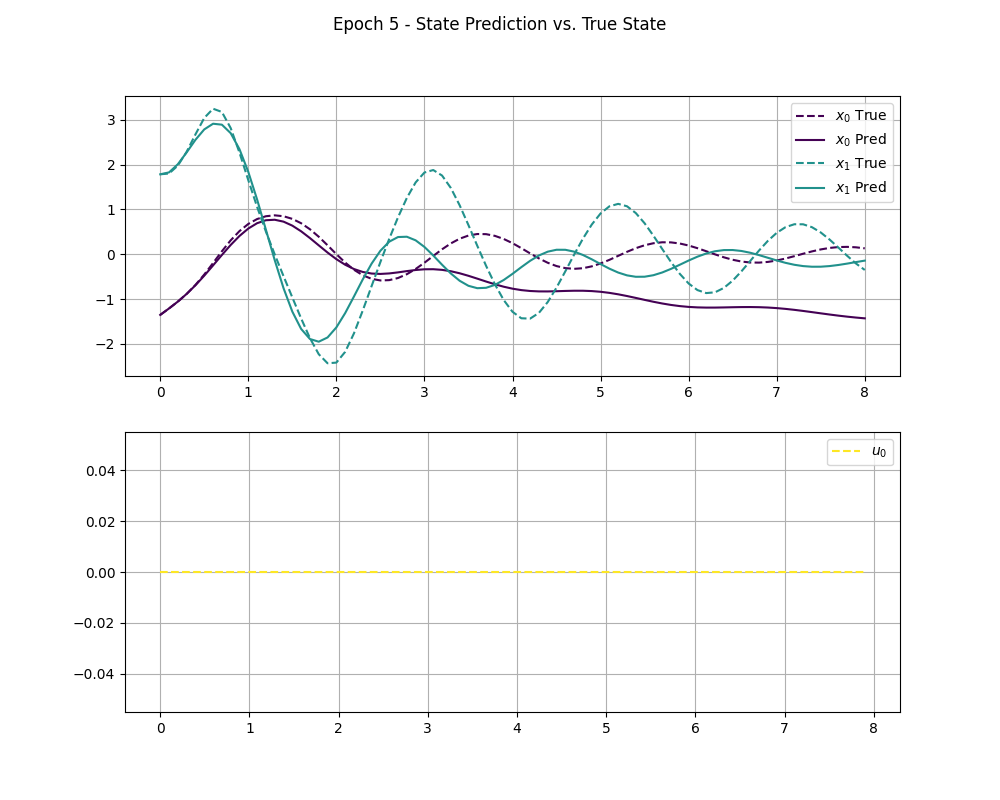 Epoch 5 - State Prediction vs. True State
3
2
1
0
−1
−2
x₀ True
x₀ Pred
x₁ True
x₁ Pred
0 1 2 3 4 5 6 7 8
0.04
0.02
0.00
−0.02
−0.04
u₀
0 1 2 3 4 5 6 7 8